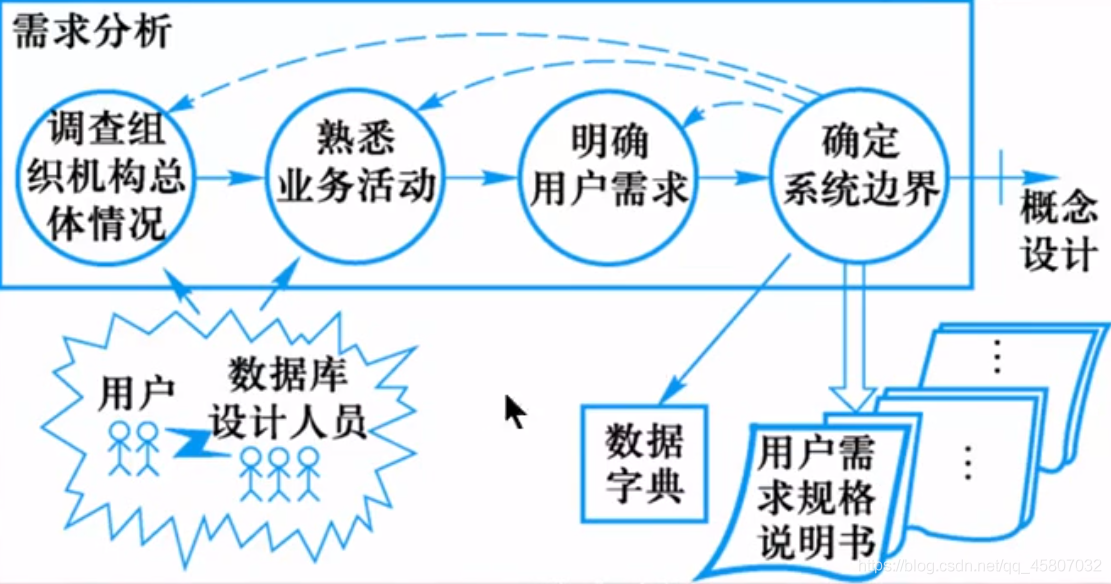 需求分析
调查组
织机构总
体情况
熟悉
业务活动
明确
用户需求
确定
系统边界
概念
设计
用户
数据库
设计人员
数据
字典
用户需
求规格
说明书
⋮
⋮
https://blog.csdn.net/qq_45807032